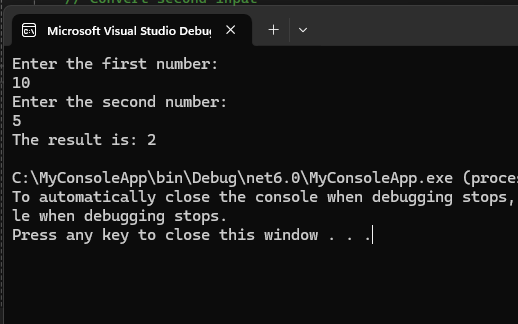 // Convert second input
Microsoft Visual Studio Debug
Enter the first number:
10
Enter the second number:
5
The result is: 2
C:\MyConsoleApp\bin\Debug\net6.0\MyConsoleApp.exe (proces
To automatically close the console when debugging stops,
le when debugging stops.
Press any key to close this window . . .